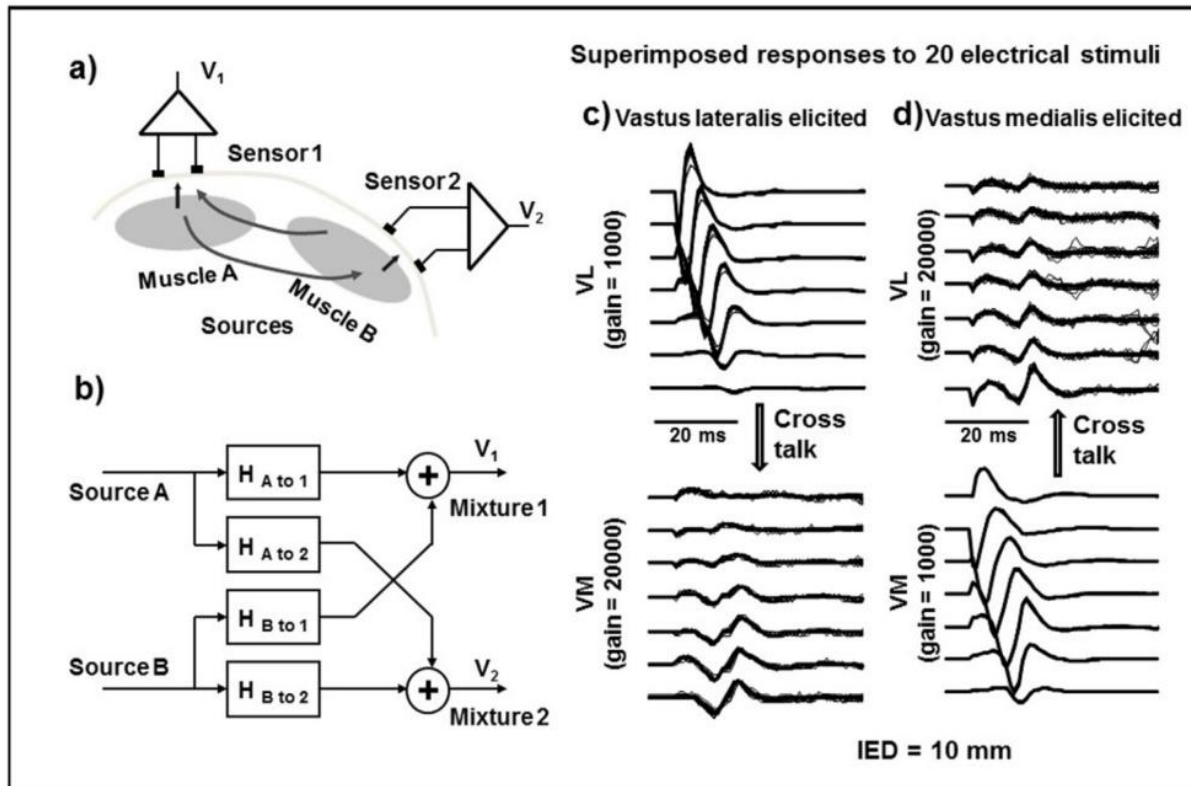 a)
V1
Sensor 1
Sensor 2
V2
Muscle A
Muscle B
Sources
b)
Source A
Source B
H A to 1
H A to 2
H B to 1
H B to 2
+
+
V1
Mixture 1
V2
Mixture 2
Superimposed responses to 20 electrical stimuli
c) Vastus lateralis elicited
VL
(gain = 1000)
20 ms
Cross
talk
VM
(gain = 20000)
d) Vastus medialis elicited
VL
(gain = 20000)
20 ms
Cross
talk
VM
(gain = 1000)
IED = 10 mm